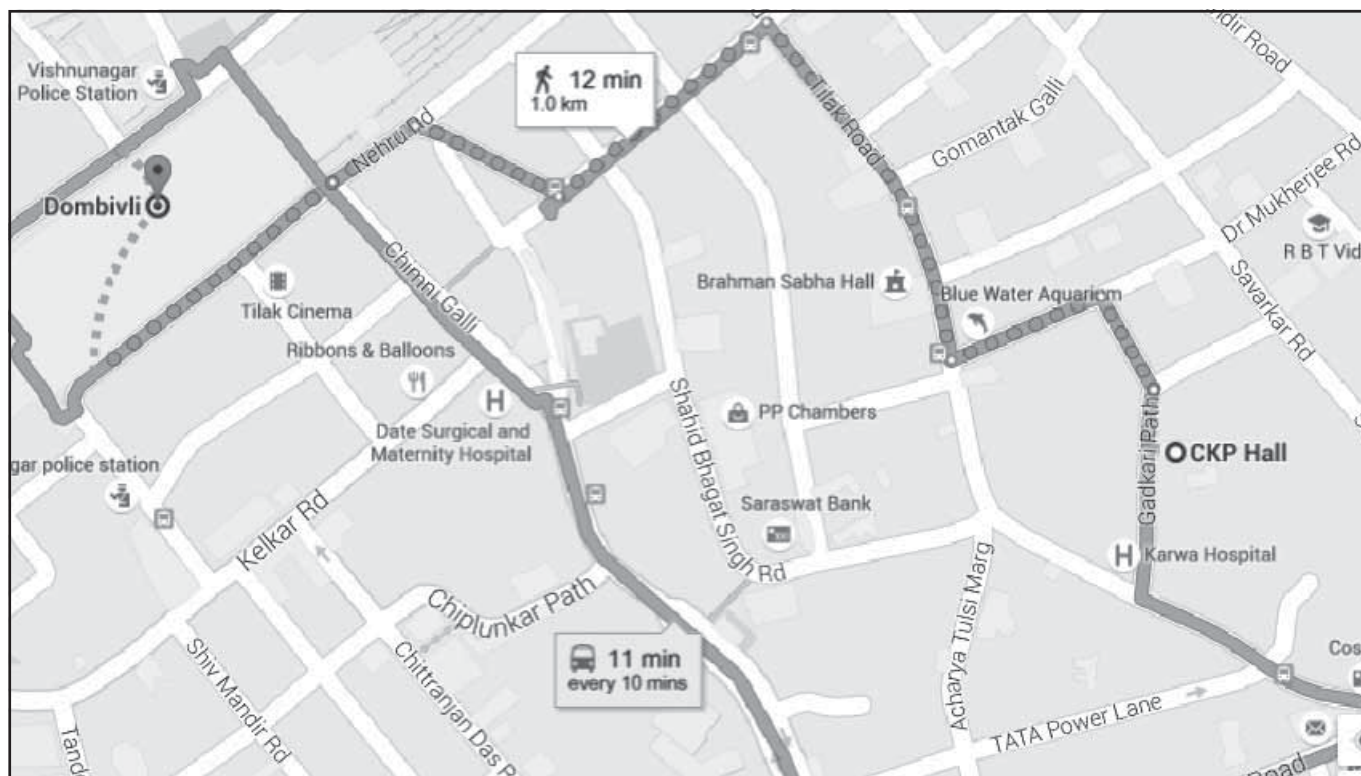 ndir Road
Vishnunagar
Police Station
12 min
1.0 km
Nehru Rd
Tilak Road
Gomantak Galli
Dr Mukherjee Rd
R B T Vid
Dombivli
Tilak Cinema
Chimni Galli
Brahman Sabha Hall
Blue Water Aquarium
Savarkar Rd
Ribbons & Balloons
H
Date Surgical and
Maternity Hospital
Shahid Bhagat Singh Rd
PP Chambers
Gadkari Path
CKP Hall
gar police station
Saraswat Bank
Kelkar Rd
H
Karwa Hospital
Chiplunkar Path
Acharya Tulsi Marg
11 min
every 10 mins
Shiv Mandir Rd
Chittranjan Das R
Cos
TATA Power Lane
Tand
Road